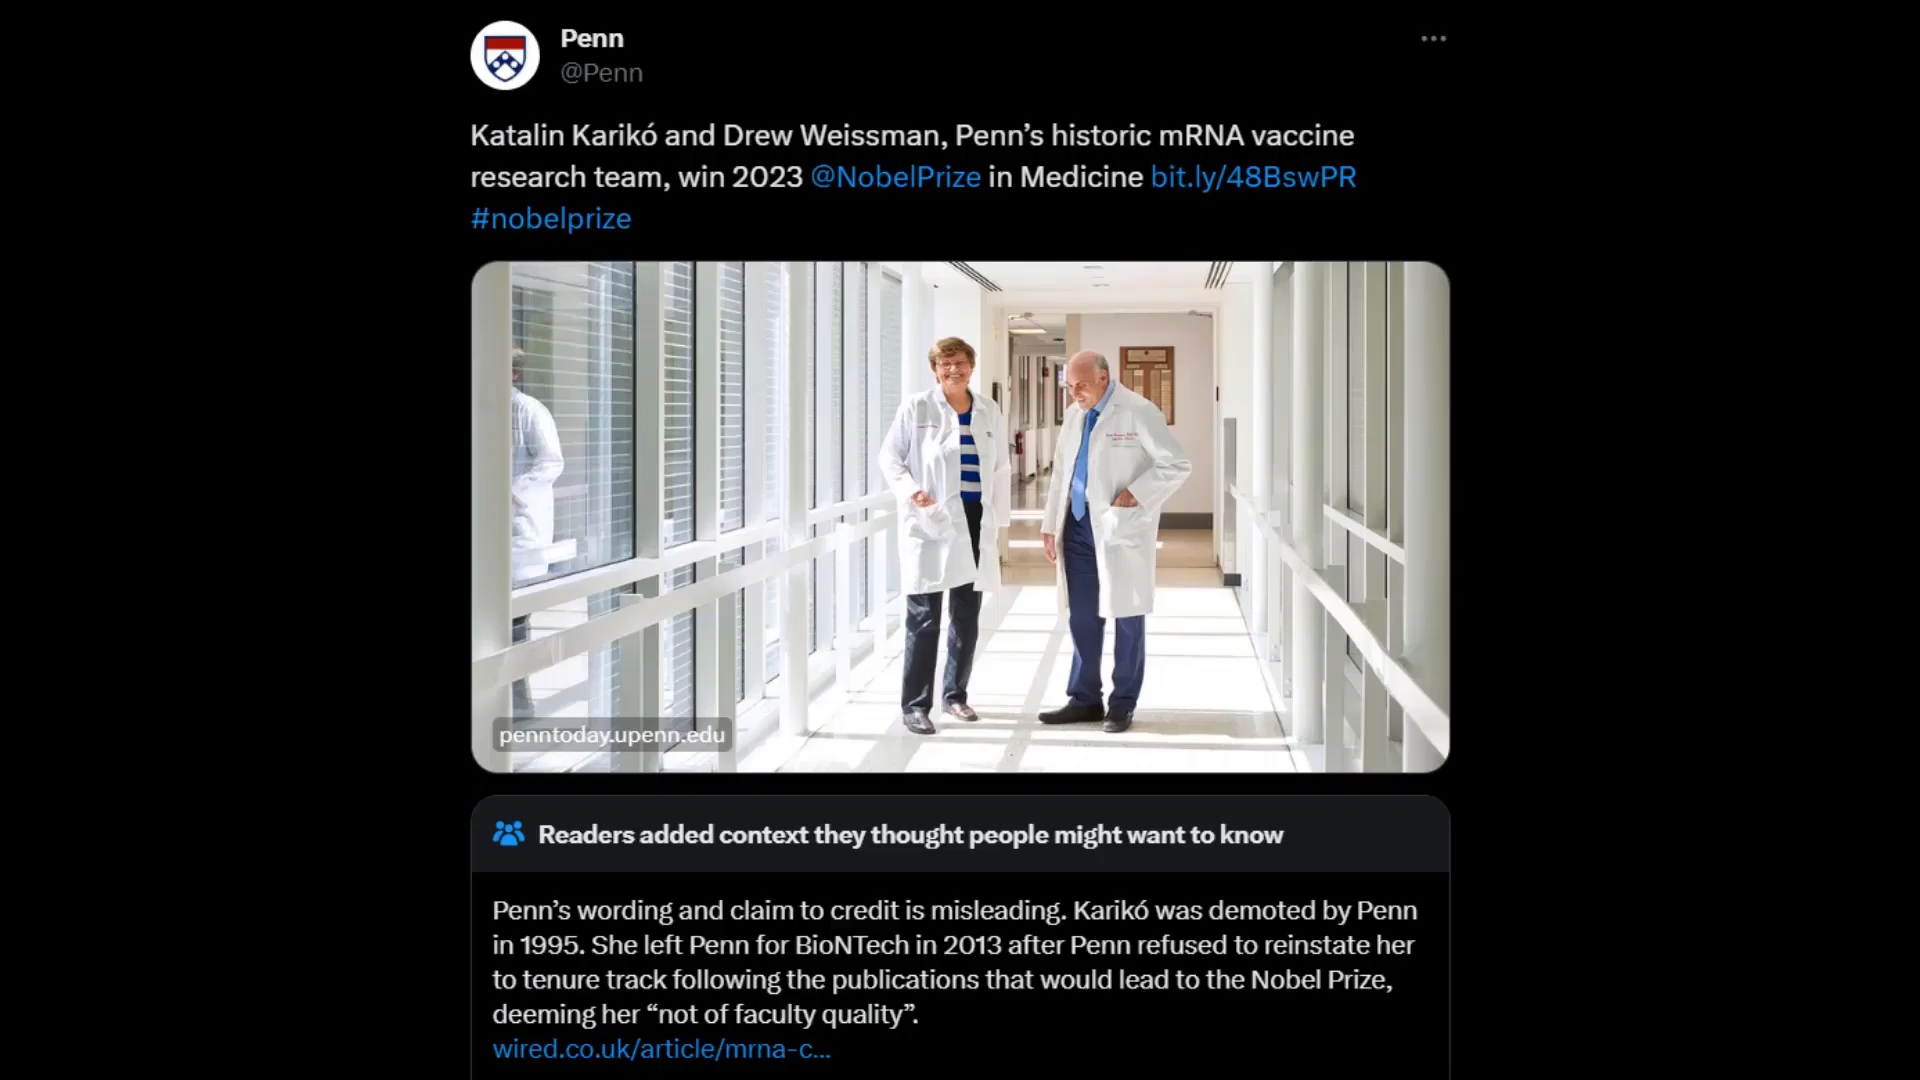 Penn
@Penn
Katalin Karikó and Drew Weissman, Penn’s historic mRNA vaccine
research team, win 2023 @NobelPrize in Medicine bit.ly/48BswPR
#nobelprize
penntoday.upenn.edu
Readers added context they thought people might want to know
Penn’s wording and claim to credit is misleading. Karikó was demoted by Penn
in 1995. She left Penn for BioNTech in 2013 after Penn refused to reinstate her
to tenure track following the publications that would lead to the Nobel Prize,
deeming her “not of faculty quality”.
wired.co.uk/article/mrna-c...